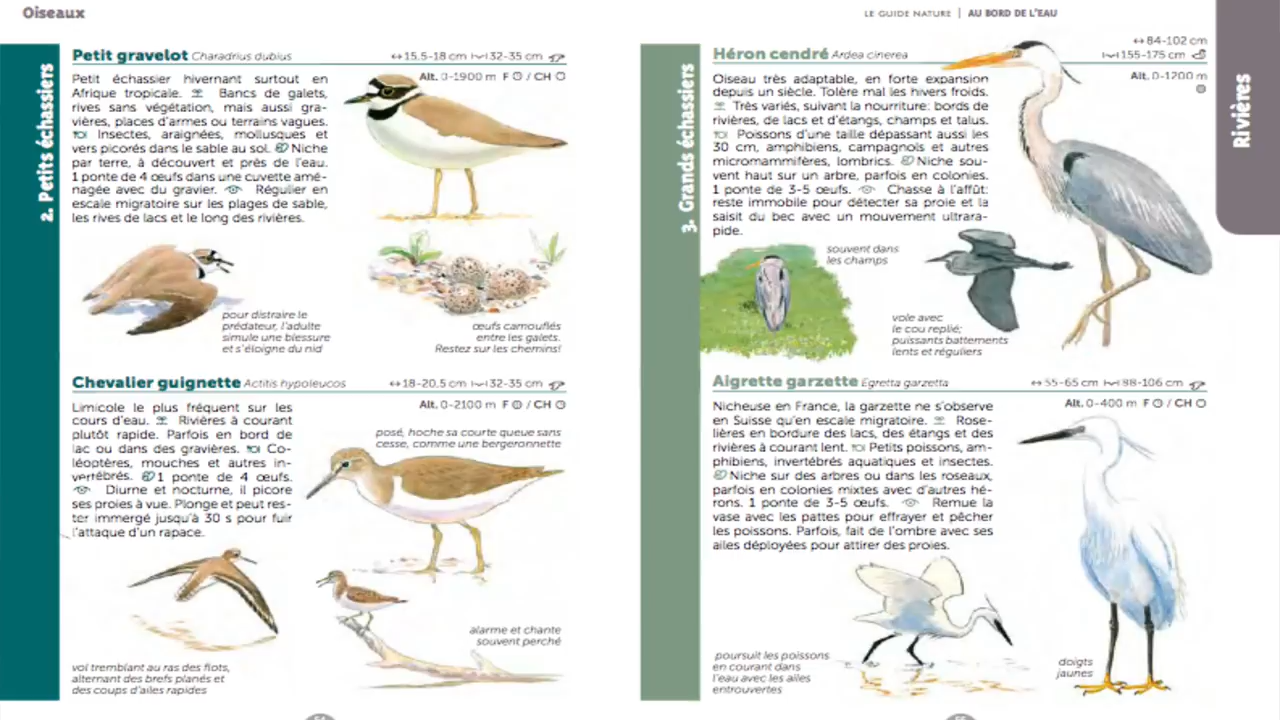 Oiseaux
2. Petits échassiers
Petit gravelot Charadrius dubius
15.5-18 cm 32-35 cm
Alt. 0-1900 m F / CH
Petit échassier hivernant surtout en
Afrique tropicale. Bancs de galets,
rives sans végétation, mais aussi gra-
vières, places d'armes ou terrains vagues.
Insectes, araignées, mollusques et
vers picorés dans le sable au sol. Niche
par terre, à découvert et près de l'eau.
1 ponte de 4 œufs dans une cuvette amé-
nagée avec du gravier. Régulier en
escale migratoire sur les plages de sable,
les rives de lacs et le long des rivières.
pour distraire le
prédateur, l'adulte
simule une blessure
et s'éloigne du nid
œufs camouflés
entre les galets.
Restez sur les chemins!
Chevalier guignette Actitis hypoleucos
18-20.5 cm 32-35 cm
Alt. 0-2100 m F / CH
Limicole le plus fréquent sur les
cours d'eau. Rivières à courant
plutôt rapide. Parfois en bord de
lac ou dans des gravières. Co-
léoptères, mouches et autres in-
vertébrés. 1 ponte de 4 œufs.
Diurne et nocturne, il picore
ses proies à vue. Plonge et peut res-
ter immergé jusqu'à 30 s pour fuir
l'attaque d'un rapace.
posé, hoche sa courte queue sans
cesse, comme une bergeronnette
alarme et chante
souvent perché
vol tremblant au ras des flots,
alternant des brefs planés et
des coups d'ailes rapides
LE GUIDE NATURE | AU BORD DE L'EAU
Rivières
3. Grands échassiers
Héron cendré Ardea cinerea
84-102 cm
155-175 cm
Alt. 0-1200 m
Oiseau très adaptable, en forte expansion
depuis un siècle. Tolère mal les hivers froids.
Très variés, suivant la nourriture: bords de
rivières, de lacs et d'étangs, champs et talus.
Poissons d'une taille dépassant aussi les
30 cm, amphibiens, campagnols et autres
micromammifères, lombrics. Niche sou-
vent haut sur un arbre, parfois en colonies.
1 ponte de 3-5 œufs. Chasse à l'affût:
reste immobile pour détecter sa proie et la
saisit du bec avec un mouvement ultrara-
pide.
souvent dans
les champs
vole avec
le cou replié;
puissants battements
lents et réguliers
Aigrette garzette Egretta garzetta
55-65 cm 88-106 cm
Alt. 0-400 m F / CH
Nicheuse en France, la garzette ne s'observe
en Suisse qu'en escale migratoire. Rose-
lières en bordure des lacs, des étangs et des
rivières à courant lent. Petits poissons, am-
phibiens, invertébrés aquatiques et insectes.
Niche sur des arbres ou dans les roseaux,
parfois en colonies mixtes avec d'autres hé-
rons. 1 ponte de 3-5 œufs. Remue la
vase avec les pattes pour effrayer et pêcher
les poissons. Parfois, fait de l'ombre avec ses
ailes déployées pour attirer des proies.
poursuit les poissons
en courant dans
l'eau avec les ailes
entrouvertes
doigts
jaunes